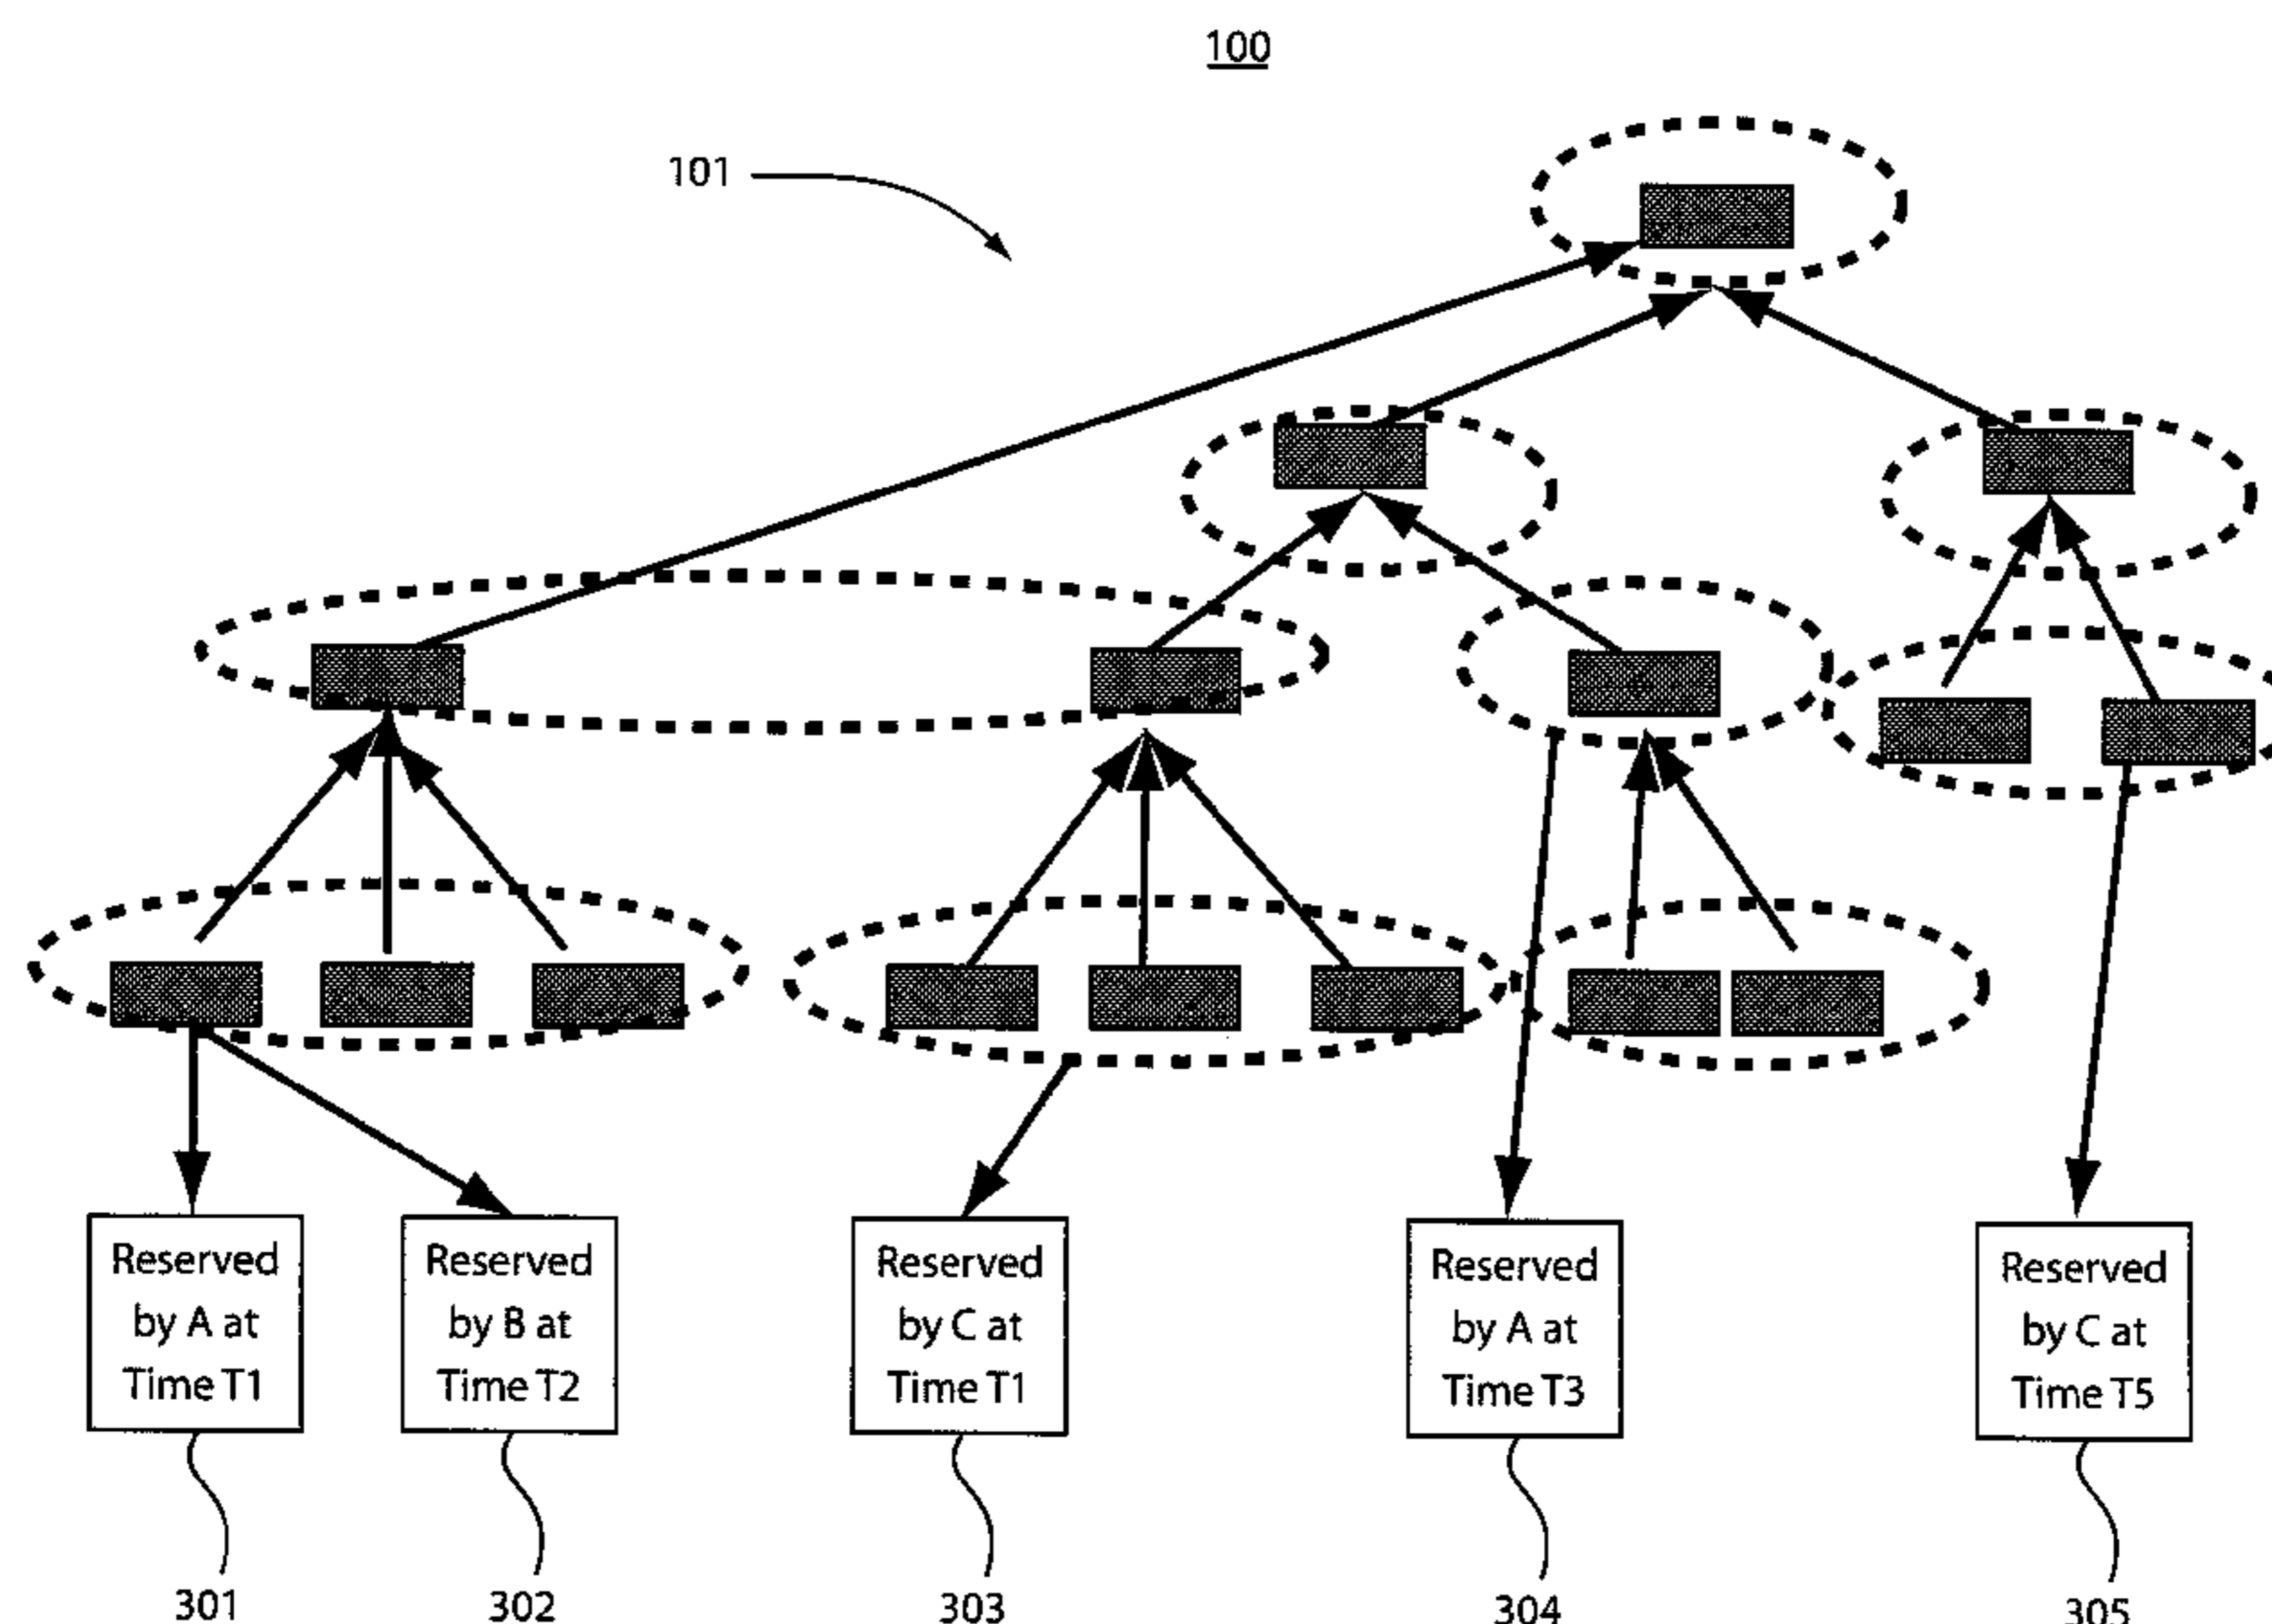 100
101
Reserved
by A at
Time T1
Reserved
by B at
Time T2
Reserved
by C at
Time T1
Reserved
by A at
Time T3
Reserved
by C at
Time T5
301
302
303
304
305